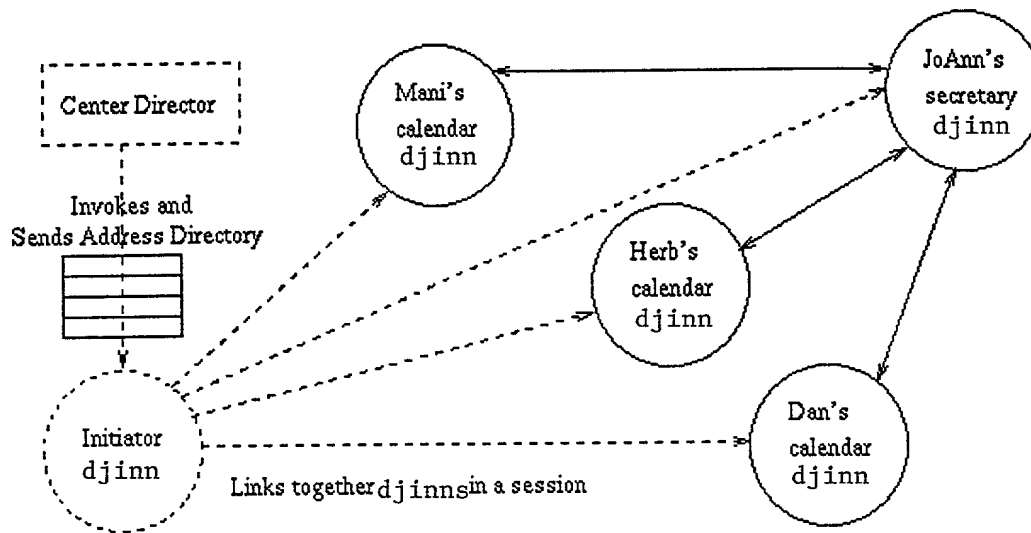 Center Director
Invokes and
Sends Address Directory
Initiator
djinn
Mani's
calendar
djinn
JoAnn's
secretary
djinn
Herb's
calendar
djinn
Dan's
calendar
djinn
Links together djinns in a session